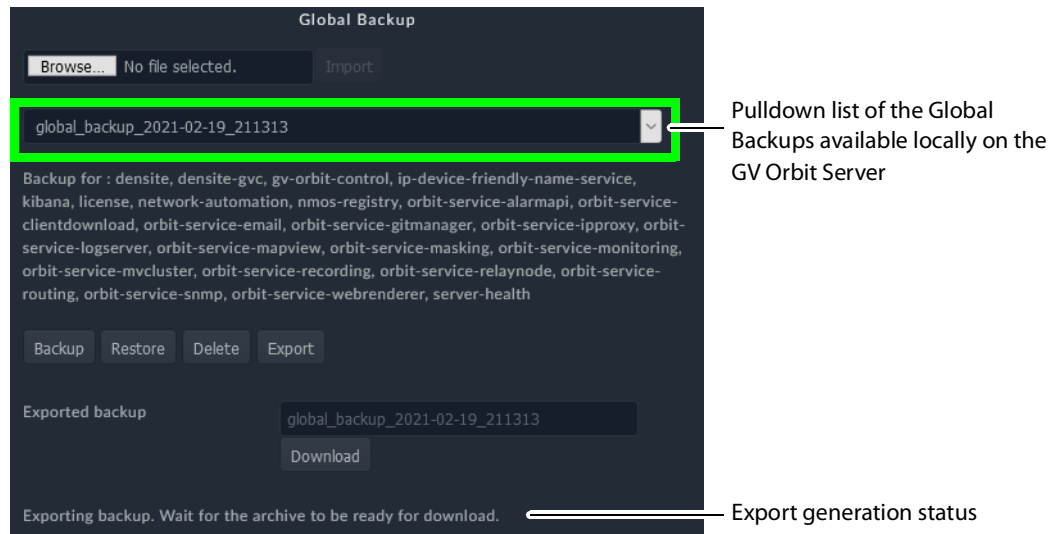 Global Backup
Browse... No file selected. Import
global_backup_2021-02-19_211313
Pulldown list of the Global
Backups available locally on the
GV Orbit Server
Backup for : densite, densite-gvc, gv-orbit-control, ip-device-friendly-name-service,
kibana, license, network-automation, nmos-registry, orbit-service-alarmapi, orbit-service-
clientdownload, orbit-service-email, orbit-service-gitmanager, orbit-service-ipproxy, orbit-
service-logserver, orbit-service-mapview, orbit-service-masking, orbit-service-monitoring,
orbit-service-mvcluster, orbit-service-recording, orbit-service-relaynode, orbit-service-
routing, orbit-service-snmp, orbit-service-webrenderer, server-health
Backup Restore Delete Export
Exported backup global_backup_2021-02-19_211313
Download
Exporting backup. Wait for the archive to be ready for download.
Export generation status